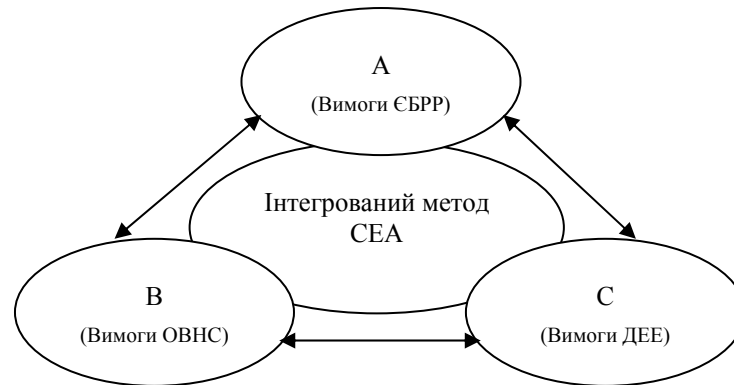 А
(Вимоги ЄБРР)
Інтегрований метод
СЕА
В
(Вимоги ОВНС)
С
(Вимоги ДЕЕ)